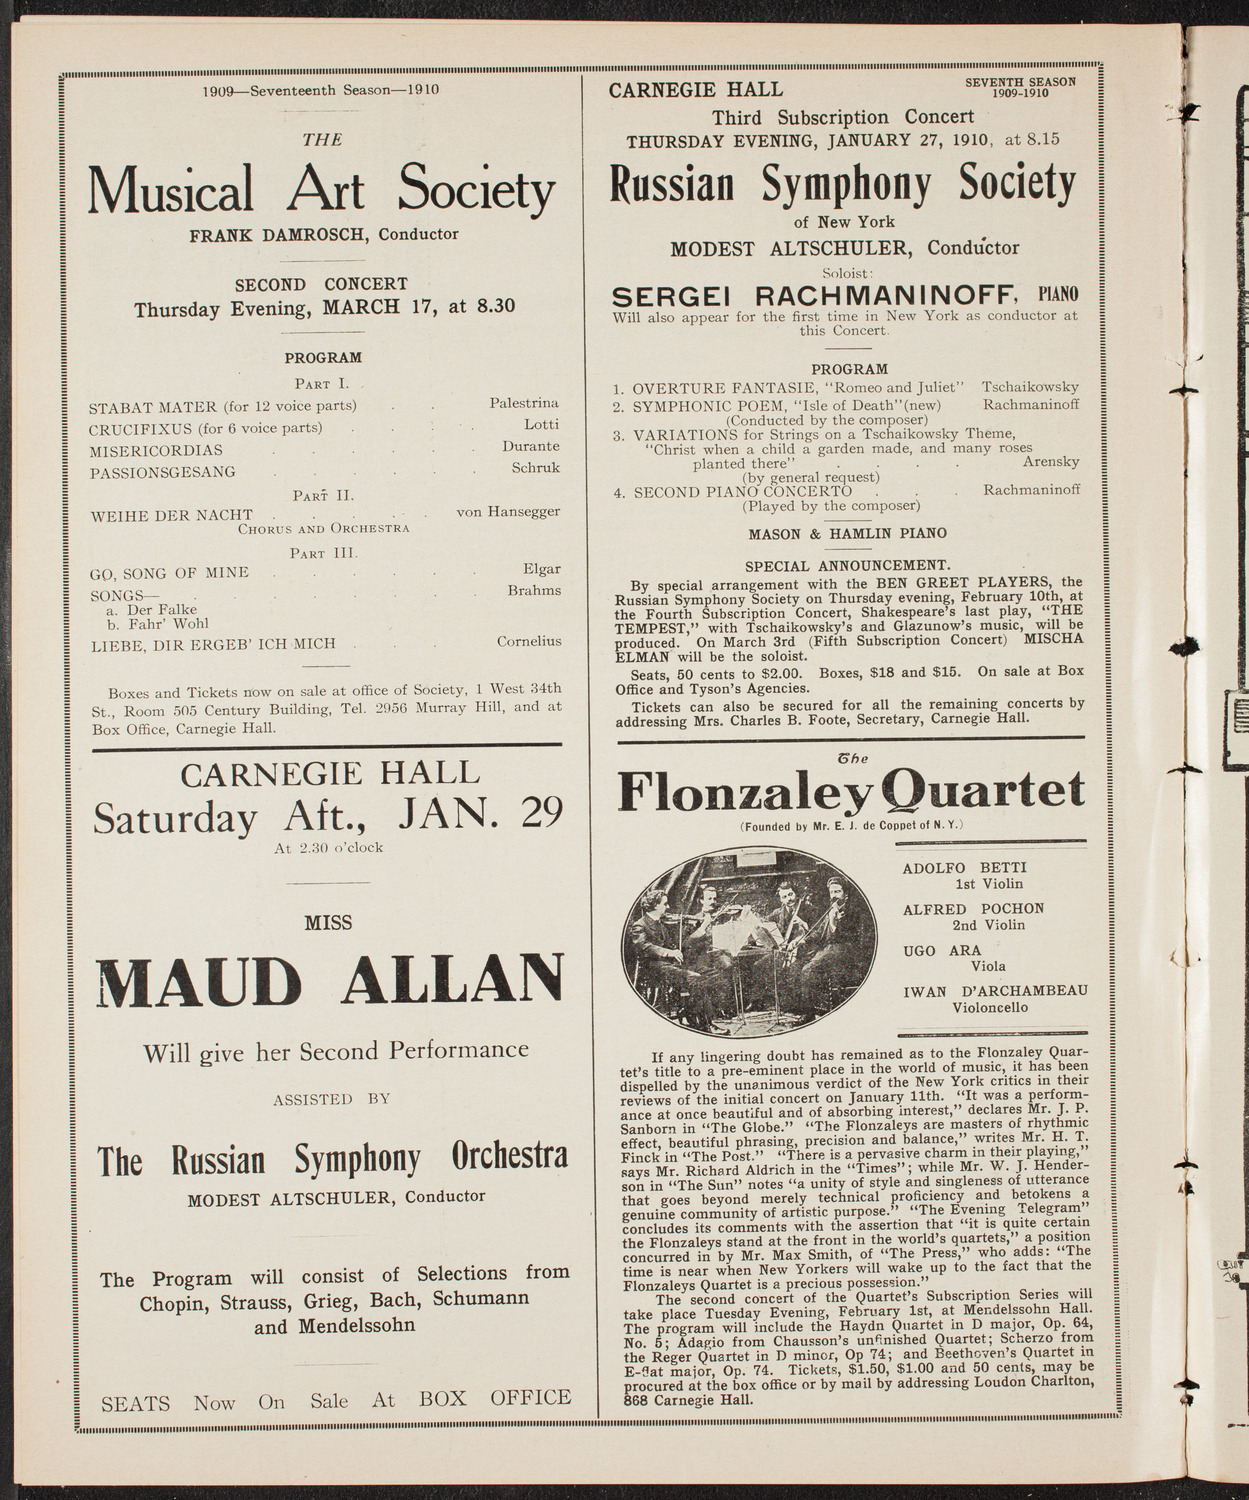 1909—Seventeenth Season—1910
THE
Musical Art Society
FRANK DAMROSCH, Conductor
SECOND CONCERT
Thursday Evening, MARCH 17, at 8.30
PROGRAM
PART I.
STABAT MATER (for 12 voice parts) . . Palestrina
CRUCIFIXUS (for 6 voice parts) . . . . Lotti
MISERICORDIAS . . . . . Durante
PASSIONSGESANG . . . . . Schruk
PART II.
WEIHE DER NACHT . . . . . von Hansegger
CHORUS AND ORCHESTRA
PART III.
GO, SONG OF MINE . . . . . Elgar
SONGS— . . . . . . Brahms
a. Der Falke
b. Fahr' Wohl
LIEBE, DIR ERGEB' ICH MICH . . . Cornelius
Boxes and Tickets now on sale at office of Society, 1 West 34th
St., Room 505 Century Building, Tel. 2956 Murray Hill, and at
Box Office, Carnegie Hall.
CARNEGIE HALL
Saturday Aft., JAN. 29
At 2.30 o'clock
MISS
MAUD ALLAN
Will give her Second Performance
ASSISTED BY
The Russian Symphony Orchestra
MODEST ALTSCHULER, Conductor
The Program will consist of Selections from
Chopin, Strauss, Grieg, Bach, Schumann
and Mendelssohn
SEATS Now On Sale At BOX OFFICE
CARNEGIE HALL SEVENTH SEASON
1909-1910
Third Subscription Concert
THURSDAY EVENING, JANUARY 27, 1910, at 8.15
Russian Symphony Society
of New York
MODEST ALTSCHULER, Conductor
Soloist:
SERGEI RACHMANINOFF, PIANO
Will also appear for the first time in New York as conductor at
this Concert.
PROGRAM
1. OVERTURE FANTASIE, "Romeo and Juliet" Tschaikowsky
2. SYMPHONIC POEM, "Isle of Death"(new) Rachmaninoff
(Conducted by the composer)
3. VARIATIONS for Strings on a Tschaikowsky Theme,
"Christ when a child a garden made, and many roses
planted there" . . . . Arensky
(by general request)
4. SECOND PIANO CONCERTO . . . Rachmaninoff
(Played by the composer)
MASON & HAMLIN PIANO
SPECIAL ANNOUNCEMENT.
By special arrangement with the BEN GREET PLAYERS, the
Russian Symphony Society on Thursday evening, February 10th, at
the Fourth Subscription Concert, Shakespeare's last play, "THE
TEMPEST," with Tschaikowsky's and Glazunow's music, will be
produced. On March 3rd (Fifth Subscription Concert) MISCHA
ELMAN will be the soloist.
Seats, 50 cents to $2.00. Boxes, $18 and $15. On sale at Box
Office and Tyson's Agencies.
Tickets can also be secured for all the remaining concerts by
addressing Mrs. Charles B. Foote, Secretary, Carnegie Hall.
The
Flonzaley Quartet
(Founded by Mr. E. J. de Coppet of N. Y.)
ADOLFO BETTI
1st Violin
ALFRED POCHON
2nd Violin
UGO ARA
Viola
IWAN D'ARCHAMBEAU
Violoncello
If any lingering doubt has remained as to the Flonzaley Quar-
tet's title to a pre-eminent place in the world of music, it has been
dispelled by the unanimous verdict of the New York critics in their
reviews of the initial concert on January 11th. "It was a perform-
ance at once beautiful and of absorbing interest," declares Mr. J. P.
Sanborn in "The Globe." "The Flonzaleys are masters of rhythmic
effect, beautiful phrasing, precision and balance," writes Mr. H. T.
Finck in "The Post." "There is a pervasive charm in their playing,"
says Mr. Richard Aldrich in the "Times"; while Mr. W. J. Hender-
son in "The Sun" notes "a unity of style and singleness of utterance
that goes beyond merely technical proficiency and betokens a
genuine community of artistic purpose." "The Evening Telegram"
concludes its comments with the assertion that "it is quite certain
the Flonzaleys stand at the front in the world's quartets," a position
concurred in by Mr. Max Smith, of "The Press," who adds: "The
time is near when New Yorkers will wake up to the fact that the
Flonzaleys Quartet is a precious possession."
The second concert of the Quartet's Subscription Series will
take place Tuesday Evening, February 1st, at Mendelssohn Hall.
The program will include the Haydn Quartet in D major, Op. 64,
No. 5; Adagio from Chausson's unfinished Quartet; Scherzo from
the Reger Quartet in D minor, Op 74; and Beethoven's Quartet in
E-flat major, Op. 74. Tickets, $1.50, $1.00 and 50 cents, may be
procured at the box office or by mail by addressing Loudon Charlton,
868 Carnegie Hall.